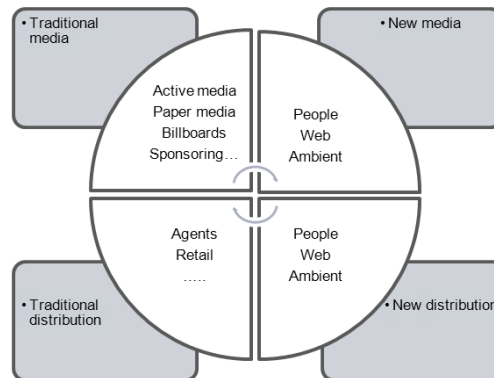 • Traditional
media
• New media
Active media
Paper media
Billboards
Sponsoring…
People
Web
Ambient
Agents
Retail
…..
People
Web
Ambient
• Traditional
distribution
• New distribution